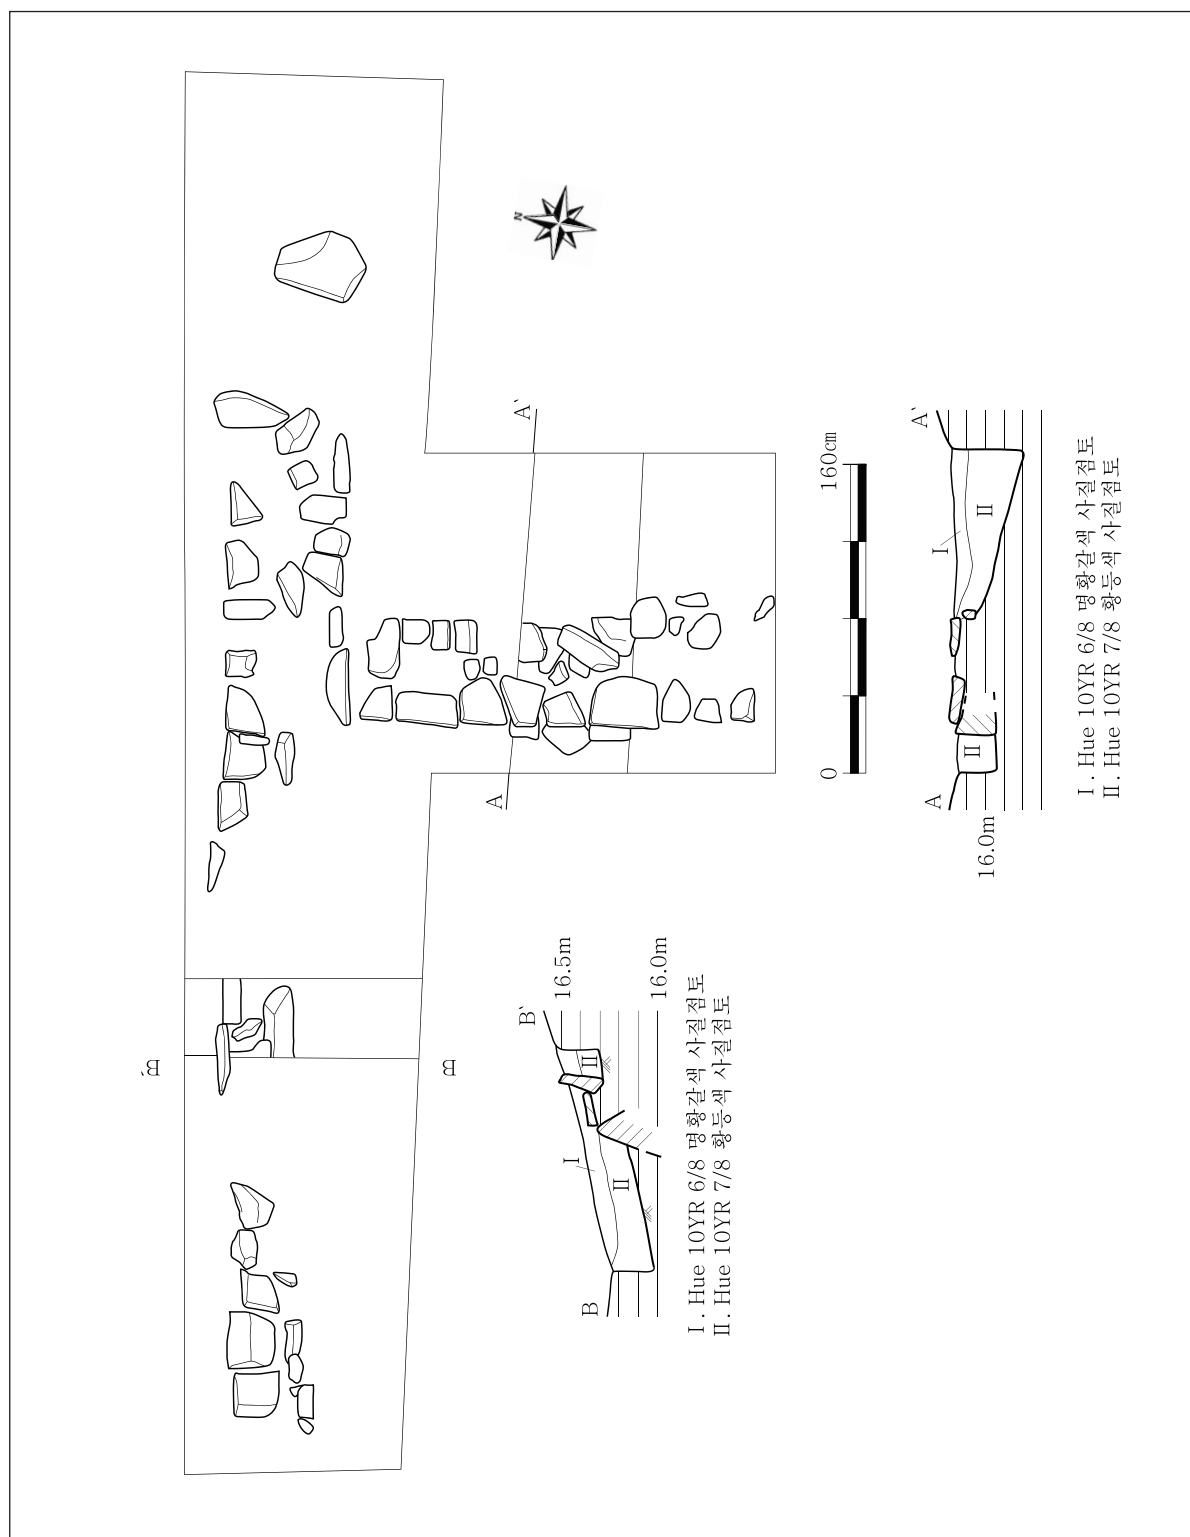 N
A`
A
B`
B
0
160㎝
A`
A
I
II
II
16.0m
I. Hue 10YR 6/8 명황갈색 사질점토
II. Hue 10YR 7/8 황등색 사질점토
B`
B
I
II
II
16.5m
16.0m
I. Hue 10YR 6/8 명황갈색 사질점토
II. Hue 10YR 7/8 황등색 사질점토